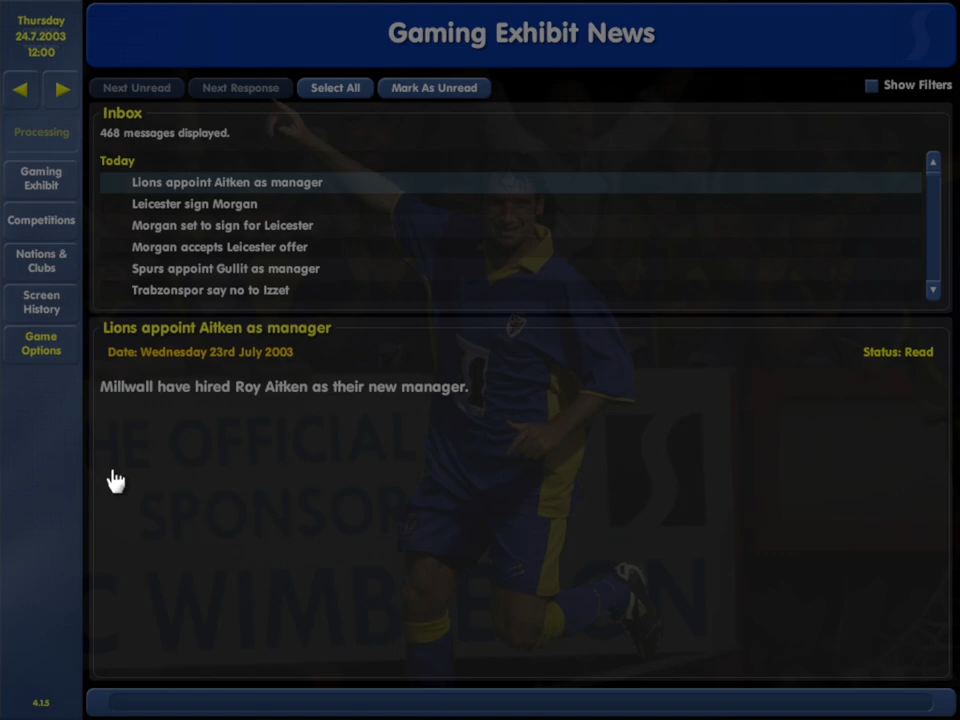 Thursday
24.7.2003
12:00
Gaming Exhibit News
Next Unread
Next Response
Select All
Mark As Unread
Show Filters
Processing
Gaming
Exhibit
Competitions
Nations &
Clubs
Screen
History
Game
Options
Inbox
468 messages displayed.
Today
Lions appoint Aitken as manager
Leicester sign Morgan
Morgan set to sign for Leicester
Morgan accepts Leicester offer
Spurs appoint Gullit as manager
Trabzonspor say no to Izzet
Lions appoint Aitken as manager
Date: Wednesday 23rd July 2003
Status: Read
Millwall have hired Roy Aitken as their new manager.
HE OFFICIAL
SPONSOR
C WIMB
ON
4.1.5